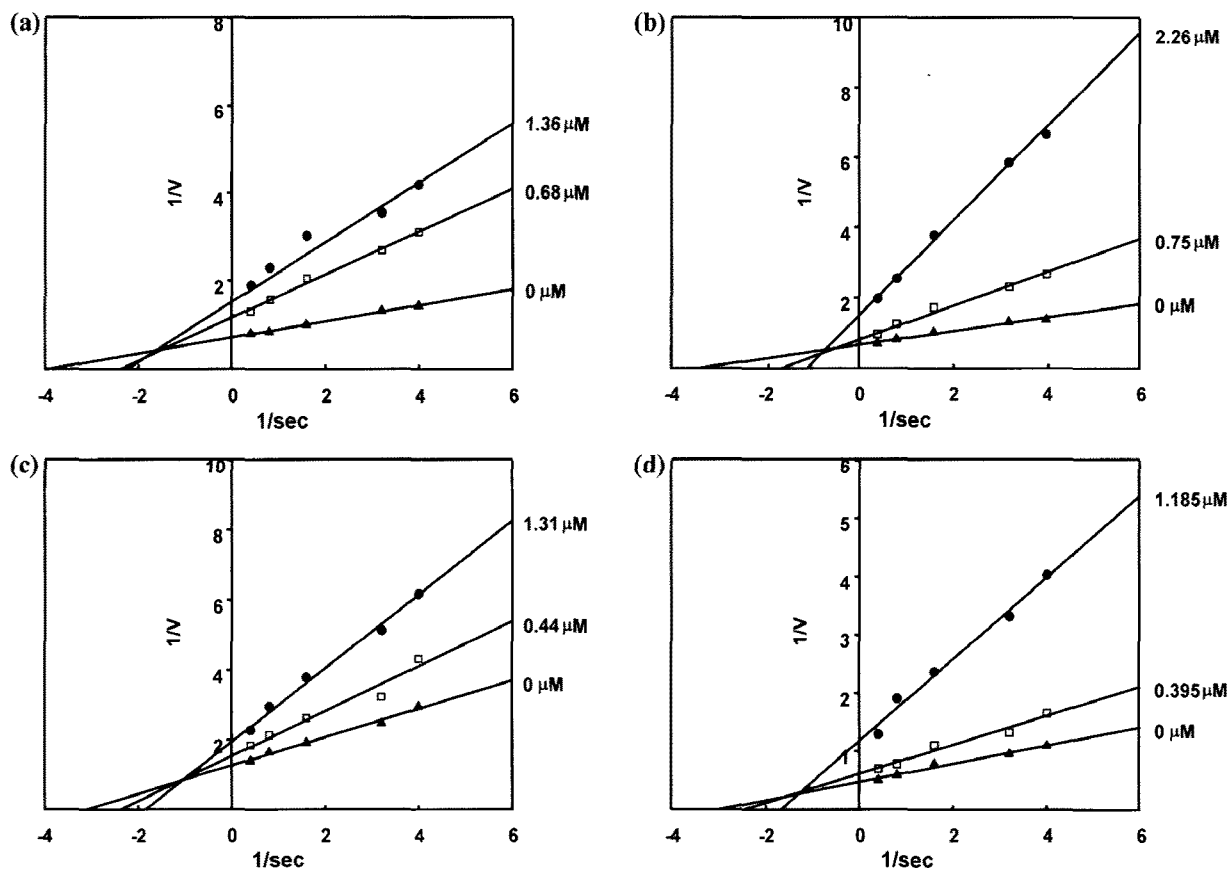 (a)
8
6
4
2
1/V
1.36 µM
0.68 µM
0 µM
-4 -2 0 2 4 6
1/sec
(b)
10
8
6
4
2
1/V
2.26 µM
0.75 µM
0 µM
-4 -2 0 2 4 6
1/sec
(c)
10
8
6
4
2
1/V
1.31 µM
0.44 µM
0 µM
-4 -2 0 2 4 6
1/sec
(d)
6
5
4
3
2
1
1/V
1.185 µM
0.395 µM
0 µM
-4 -2 0 2 4 6
1/sec